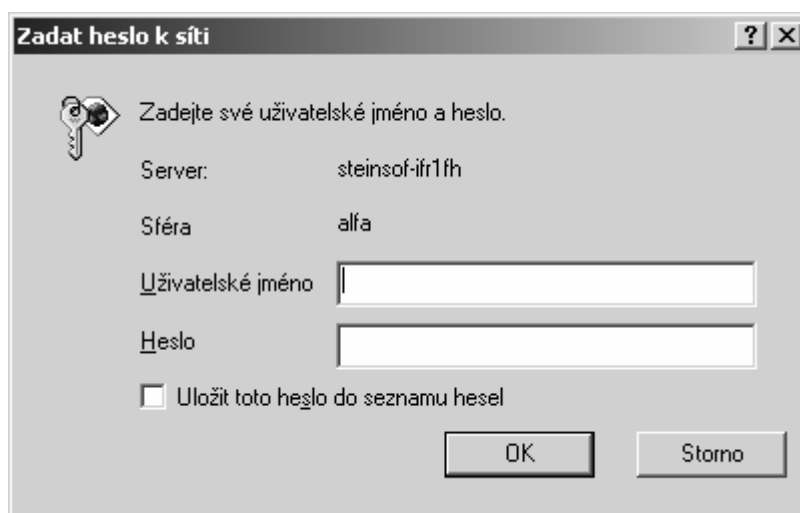 Zadat heslo k síti
Zadejte své uživatelské jméno a heslo.
Server: steinsof-ifr1fh
Sféra alfa
Uživatelské jméno
Heslo
Uložit toto heslo do seznamu hesel
OK Storno